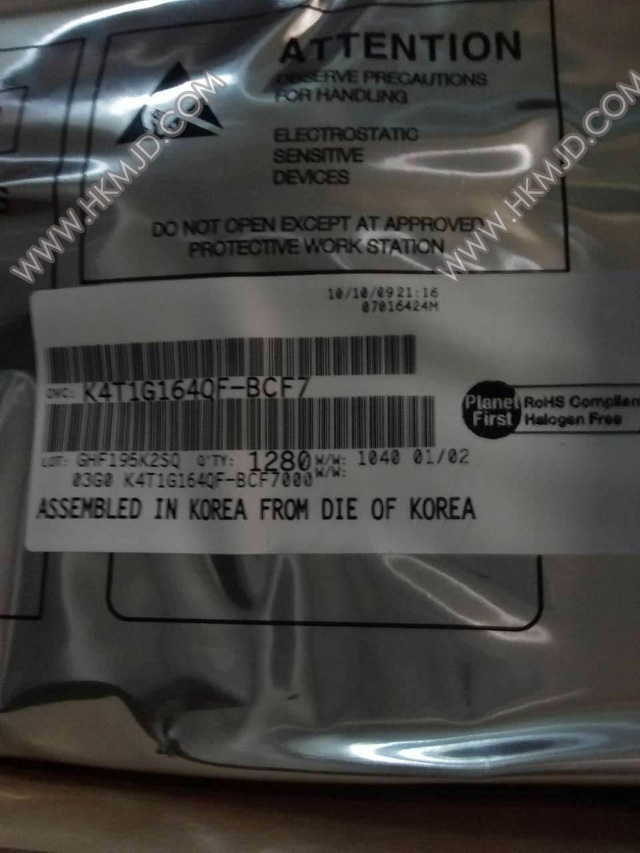 ATTENTION
OBSERVE PRECAUTIONS
FOR HANDLING
ELECTROSTATIC
SENSITIVE
DEVICES
DO NOT OPEN EXCEPT AT APPROVED
PROTECTIVE WORK STATION
WWW.HKMJD.COM
WWW.HKMJD.COM
10/10/09 21:16
07016424M
DVC: K4T1G164QF-BCF7
Planet First RoHS Complian
Halogen Free
LOT: GHF195K2SQ Q'TY: 1280 W/W: 1040 01/02
03G0 K4T1G164QF-BCF7000 W/W:
ASSEMBLED IN KOREA FROM DIE OF KOREA